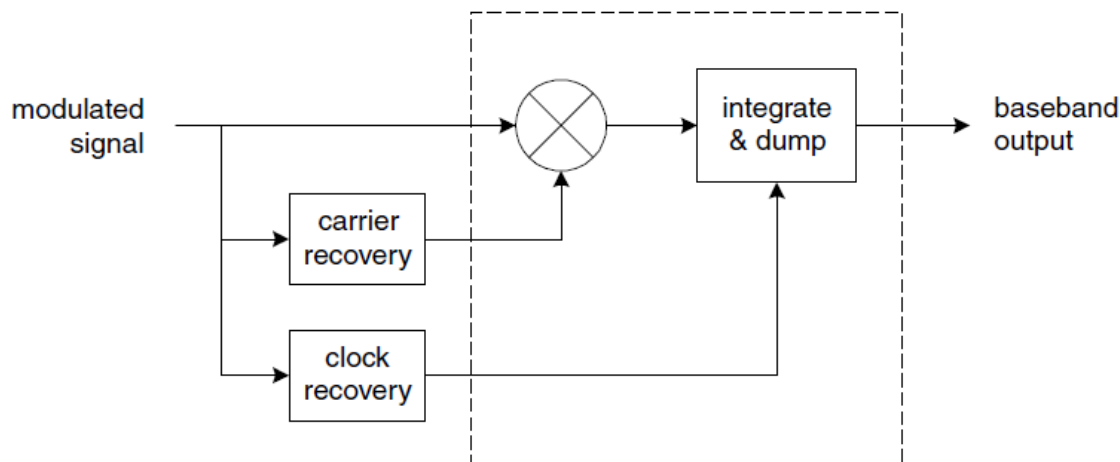 modulated
signal
integrate
& dump
baseband
output
carrier
recovery
clock
recovery